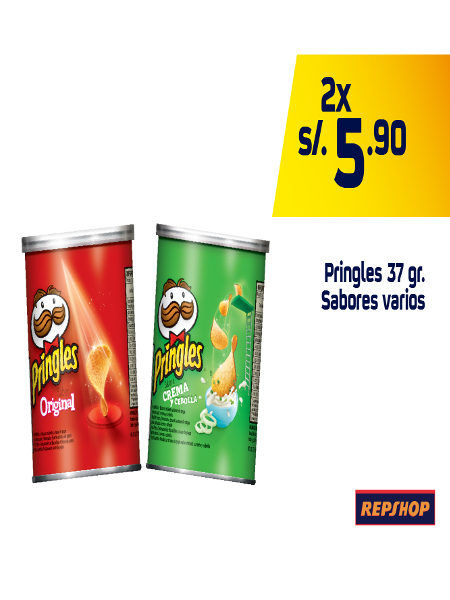 2x
s/. 5.90
Pringles 37 gr.
Sabores varios
Pringles
Original
Pringles
CREMA
Y CEBOLLA
REPSHOP